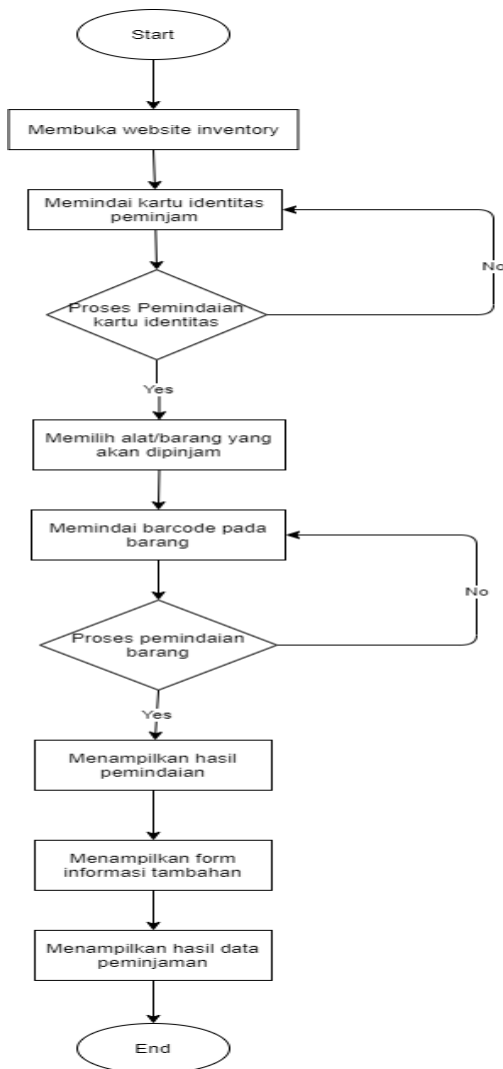 Start
Membuka website inventory
Memindai kartu identitas
peminjam
No
Proses Pemindaian
kartu identitas
Yes
Memilih alat/barang yang
akan dipinjam
Memindai barcode pada
barang
No
Proses pemindaian
barang
Yes
Menampilkan hasil
pemindaian
Menampilkan form
informasi tambahan
Menampilkan hasil data
peminjaman
End